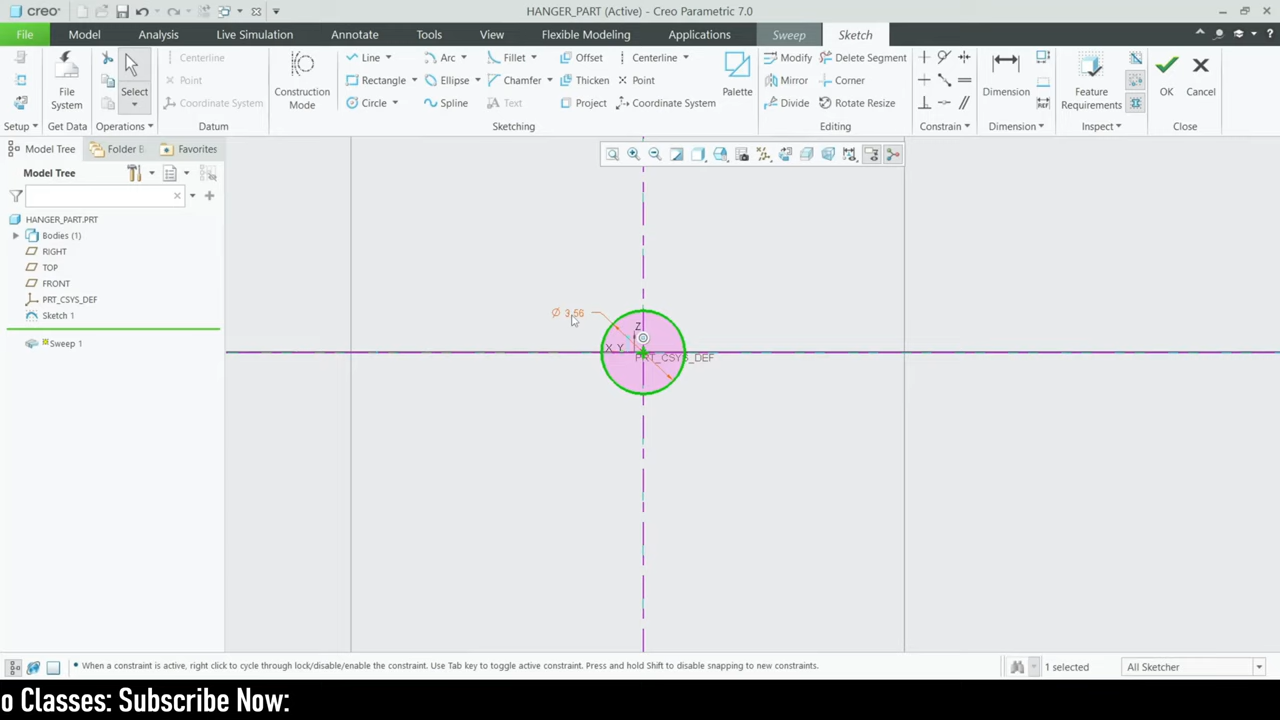 creo
HANGER_PART (Active) - Creo Parametric 7.0
File
Model
Analysis
Live Simulation
Annotate
Tools
View
Flexible Modeling
Applications
Sweep
Sketch
File System
Select
Centerline
Point
Coordinate System
Construction Mode
Line
Arc
Fillet
Offset
Centerline
Rectangle
Ellipse
Chamfer
Thicken
Point
Circle
Spline
Text
Project
Coordinate System
Palette
Modify
Delete Segment
Mirror
Corner
Divide
Rotate Resize
Dimension
REF
Feature Requirements
OK
Cancel
Setup
Get Data
Operations
Datum
Sketching
Editing
Constrain
Dimension
Inspect
Close
Model Tree
Folder B
Favorites
Model Tree
HANGER_PART.PRT
Bodies (1)
RIGHT
TOP
FRONT
PRT_CSYS_DEF
Sketch 1
Sweep 1
Ø 3.56
Z
X_Y
PRT_CSYS_DEF
• When a constraint is active, right click to cycle through lock/disable/enable the constraint. Use Tab key to toggle active constraint. Press and hold Shift to disable snapping to new constraints.
1 selected
All Sketcher
o Classes: Subscribe Now: